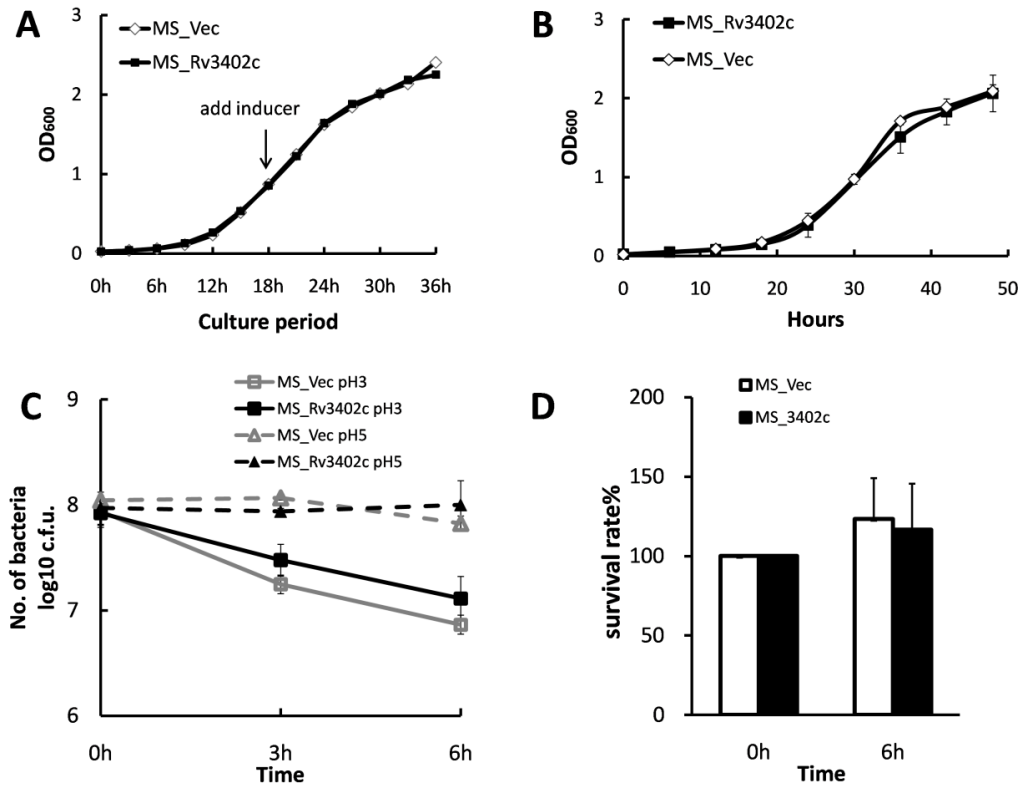 A
MS_Vec
MS_Rv3402c
add inducer
OD600
3
2
1
0
0h 6h 12h 18h 24h 30h 36h
Culture period
B
MS_Rv3402c
MS_Vec
OD600
3
2
1
0
0 10 20 30 40 50
Hours
C
MS_Vec pH3
MS_Rv3402c pH3
MS_Vec pH5
MS_Rv3402c pH5
No. of bacteria
log10 c.f.u.
9
8
7
6
0h 3h 6h
Time
D
MS_Vec
MS_3402c
survival rate%
200
150
100
50
0
0h 6h
Time